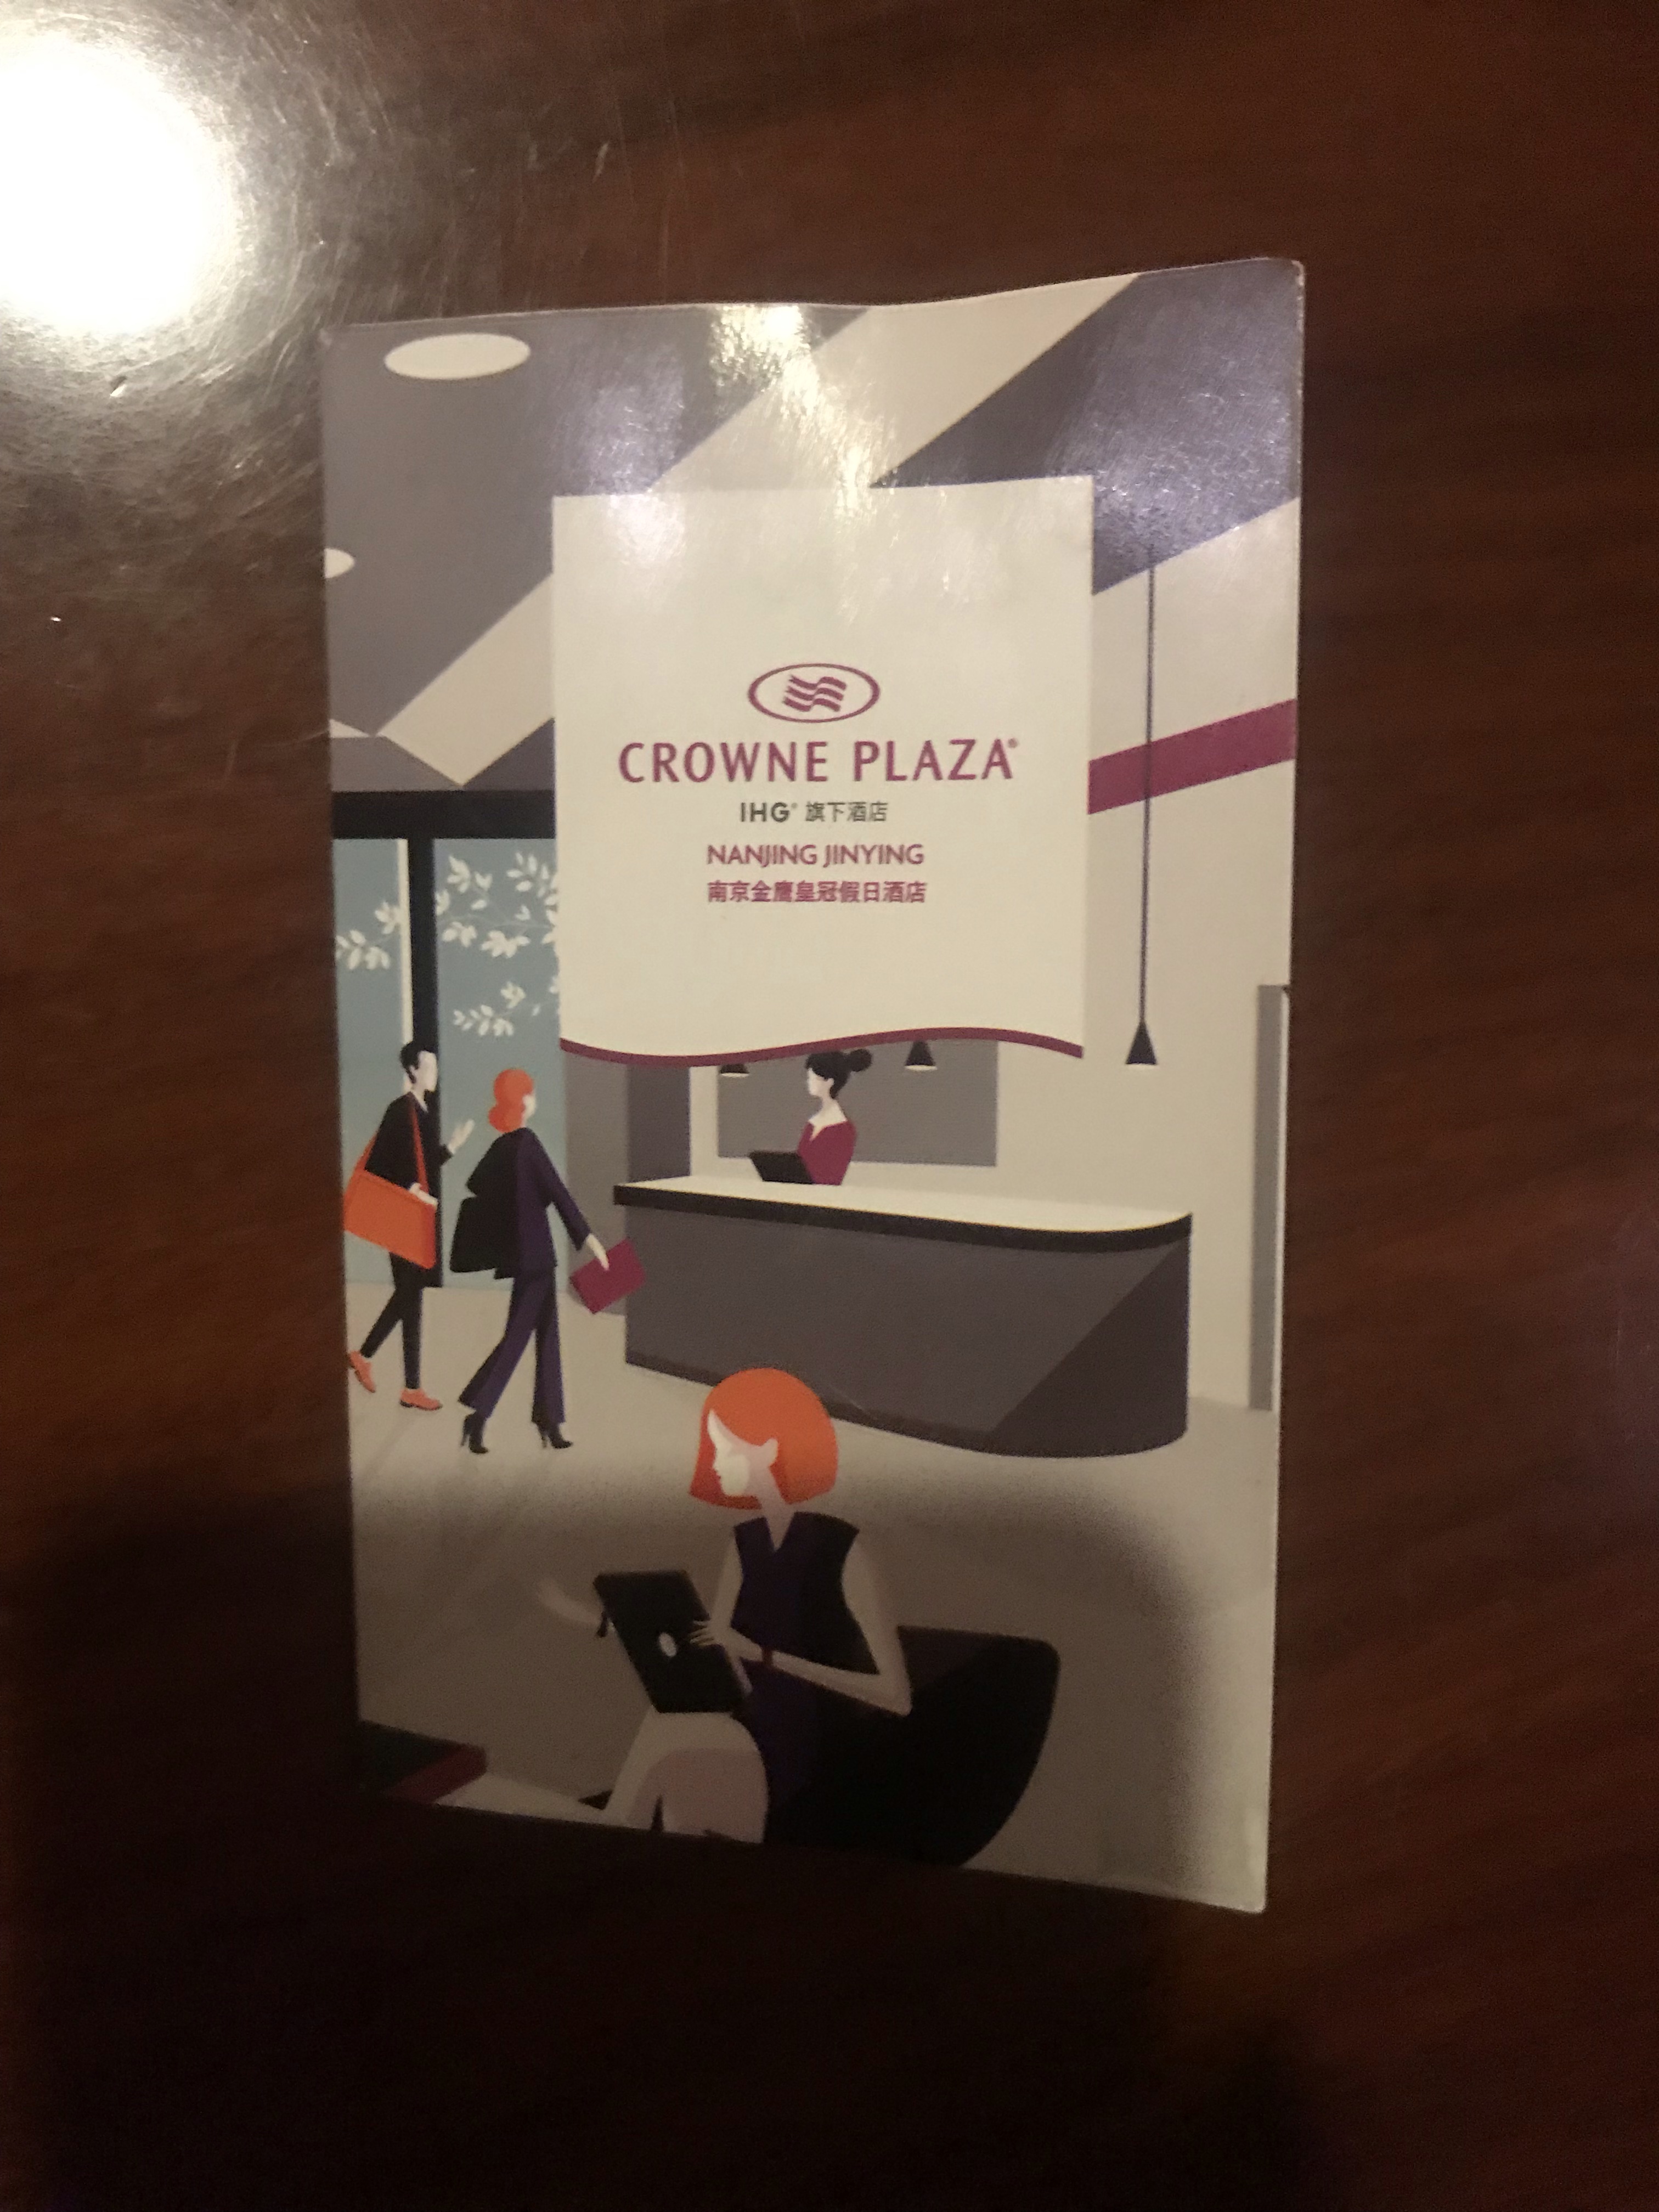 CROWNE PLAZA®
IHG® 旗下酒店
NANJING JINYING
南京金鹰皇冠假日酒店